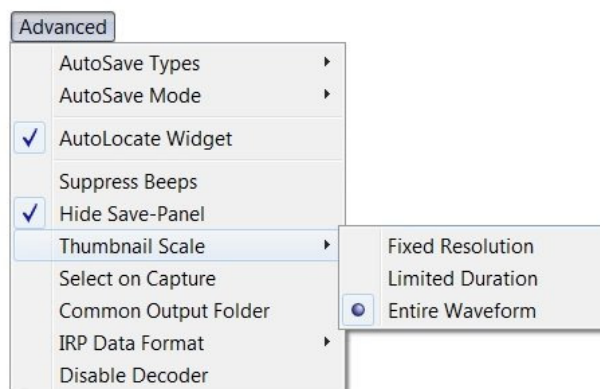 Advanced
AutoSave Types
AutoSave Mode
AutoLocate Widget
Suppress Beeps
Hide Save-Panel
Thumbnail Scale
Fixed Resolution
Select on Capture
Limited Duration
Common Output Folder
Entire Waveform
IRP Data Format
Disable Decoder